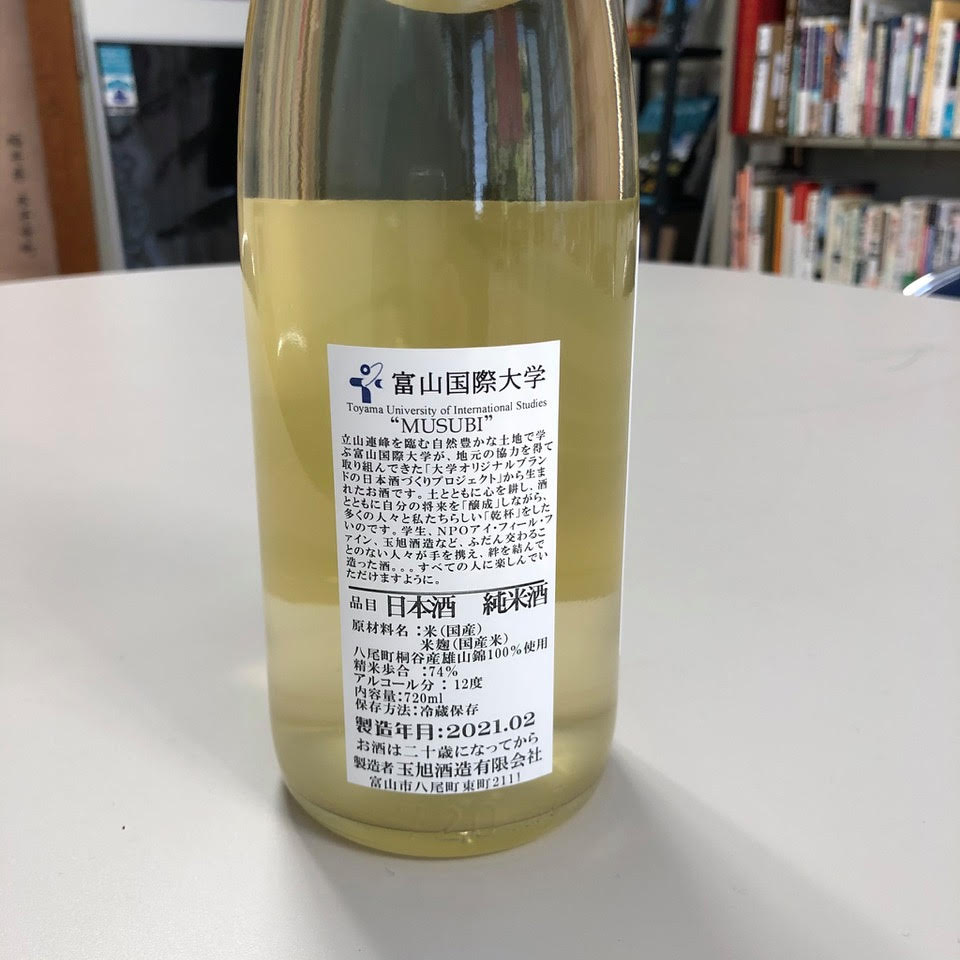 富山国際大学
Toyama University of International Studies
“MUSUBI”
立山連峰を臨む自然豊かな土地で学
ぶ富山国際大学が、地元の協力を得て
取り組んできた「大学オリジナルブラン
ドの日本酒づくりプロジェクト」から生ま
れたお酒です。土とともに心を耕し、酒
とともに自分の将来を「醸成」しながら、
多くの人々と私たちらしい「乾杯」をした
いのです。学生、NPOアイ・フィール・フ
ァイン、玉旭酒造など、ふだん交わるこ
とのない人々が手を携え、絆を結んで
造った酒。。。すべての人に楽しんでい
ただけますように。
品目 日本酒 純米酒
原材料名：米（国産）
米麹（国産米）
八尾町桐谷産雄山錦100％使用
精米歩合：74％
アルコール分：12度
内容量：720ml
保存方法：冷蔵保存
製造年月：2021.02
お酒は二十歳になってから
製造者 玉旭酒造有限会社
富山市八尾町東町2111